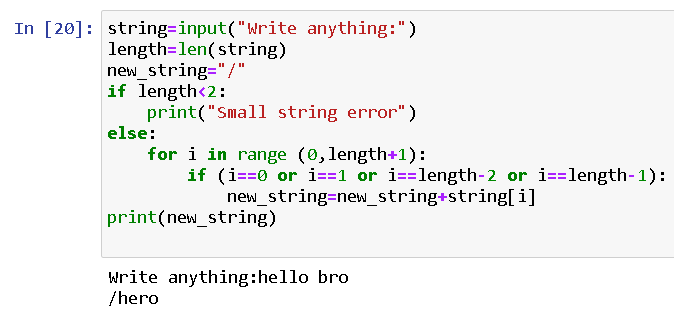 In [20]: string=input("Write anything:")
length=len(string)
new_string="/"
if length<2:
    print("Small string error")
else:
    for i in range (0,length+1):
        if (i==0 or i==1 or i==length-2 or i==length-1):
            new_string=new_string+string[i]
print(new_string)
Write anything:hello bro
/hero